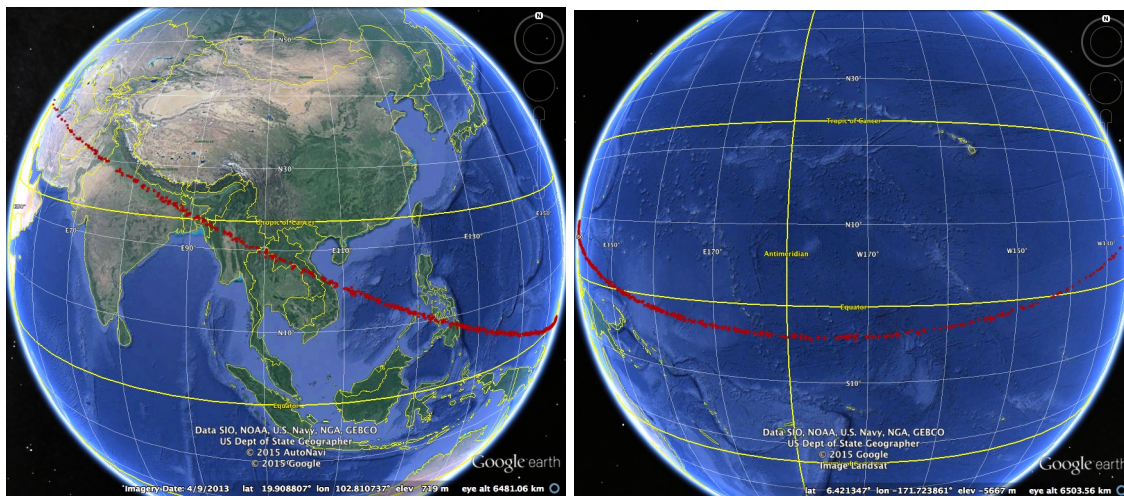 N
N50°
N30°
Tropic of Cancer
E70°
E90°
E110°
E130°
E150°
N10°
Equator
Data SIO, NOAA, U.S. Navy, NGA, GEBCO
US Dept of State Geographer
© 2015 AutoNavi
© 2015 Google
Google earth
Imagery Date: 4/9/2013 lat 19.908807° lon 102.810737° elev 719 m eye alt 6481.06 km
N
N30°
Tropic of Cancer
N10°
E150°
E170°
Antimeridian
W170°
W150°
W130°
Equator
S10°
Data SIO, NOAA, U.S. Navy, NGA, GEBCO
US Dept of State Geographer
© 2015 Google
Image Landsat
Google earth
lat 6.421347° lon -171.723861° elev -5667 m eye alt 6503.56 km